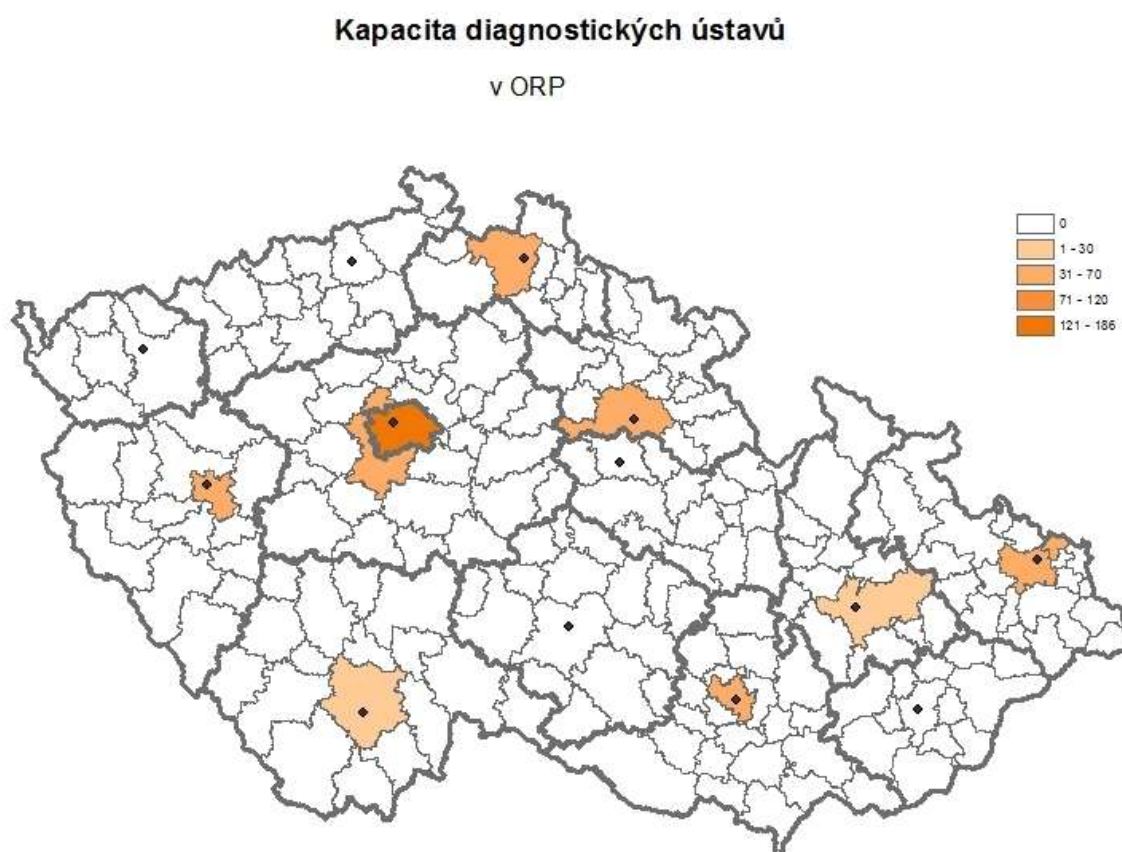 Kapacita diagnostických ústavů
v ORP
0
1 - 30
31 - 70
71 - 120
121 - 186